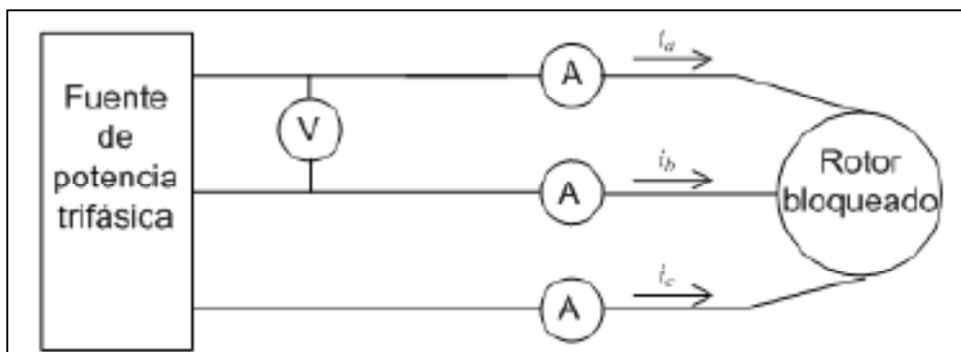 Fuente
de
potencia
trifásica
V
A
i_a
A
i_b
A
i_c
Rotor
bloqueado